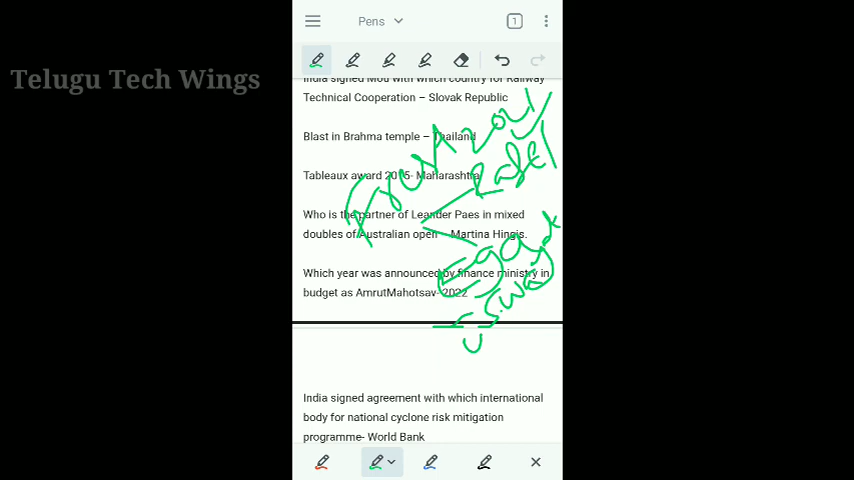 Pens
1
Telugu Tech Wings
India signed Mou with which country for Railway
Technical Cooperation – Slovak Republic
Blast in Brahma temple – Thailand
Tableaux award 2015- Maharashtra
Who is the partner of Leander Paes in mixed
doubles of Australian open – Martina Hingis.
Which year was announced by finance ministry in
budget as AmrutMahotsav- 2022
India signed agreement with which international
body for national cyclone risk mitigation
programme- World Bank